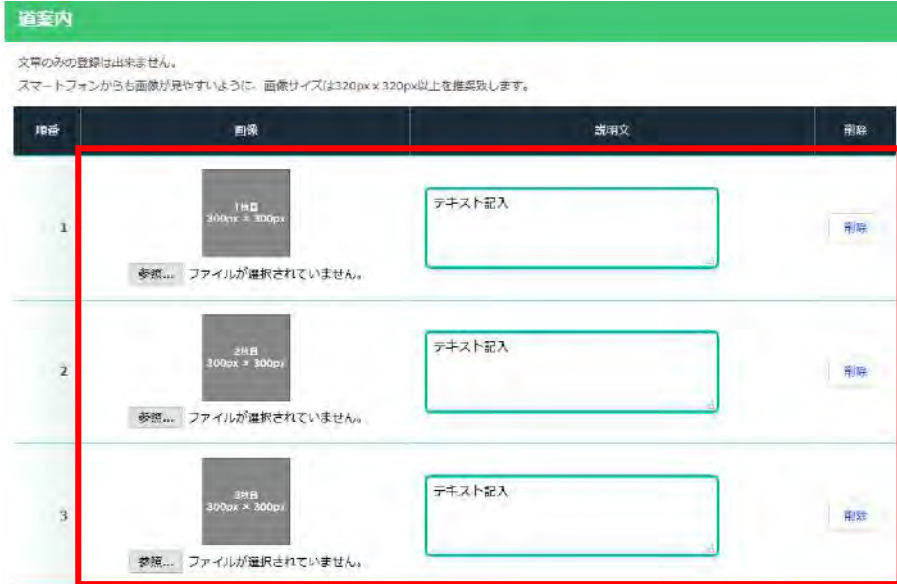 道案内
文章のみの登録は出来ません。
スマートフォンからも画像が見やすいように、画像サイズは320px x 320px以上を推奨致します。
順番 画像 説明文 削除
1枚目
300px × 300px
テキスト記入
1 削除
参照... ファイルが選択されていません。
2枚目
300px × 300px
テキスト記入
2 削除
参照... ファイルが選択されていません。
3枚目
300px × 300px
テキスト記入
3 削除
参照... ファイルが選択されていません。